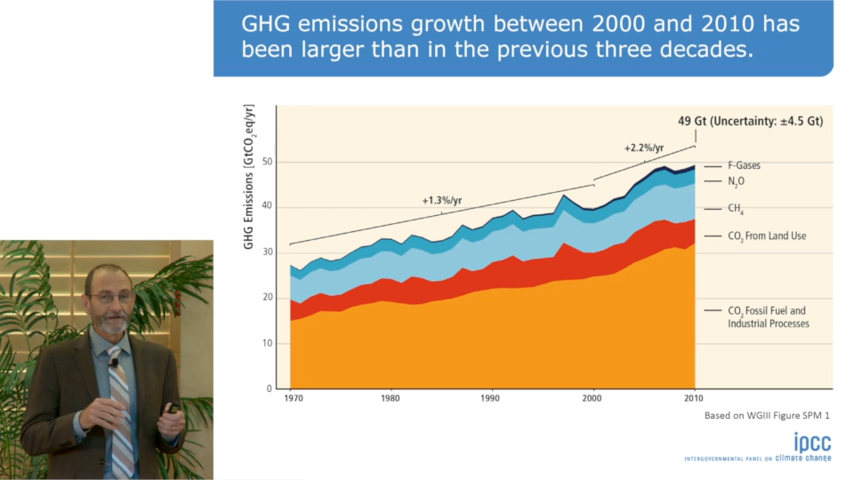 GHG emissions growth between 2000 and 2010 has
been larger than in the previous three decades.
GHG Emissions [GtCO2eq/yr]
49 Gt (Uncertainty: ±4.5 Gt)
+2.2%/yr
+1.3%/yr
50
40
30
20
10
0
F-Gases
N2O
CH4
CO2 From Land Use
CO2 Fossil Fuel and
Industrial Processes
1970
1980
1990
2000
2010
Based on WGIII Figure SPM 1
ipcc
INTERGOVERNMENTAL PANEL ON climate change